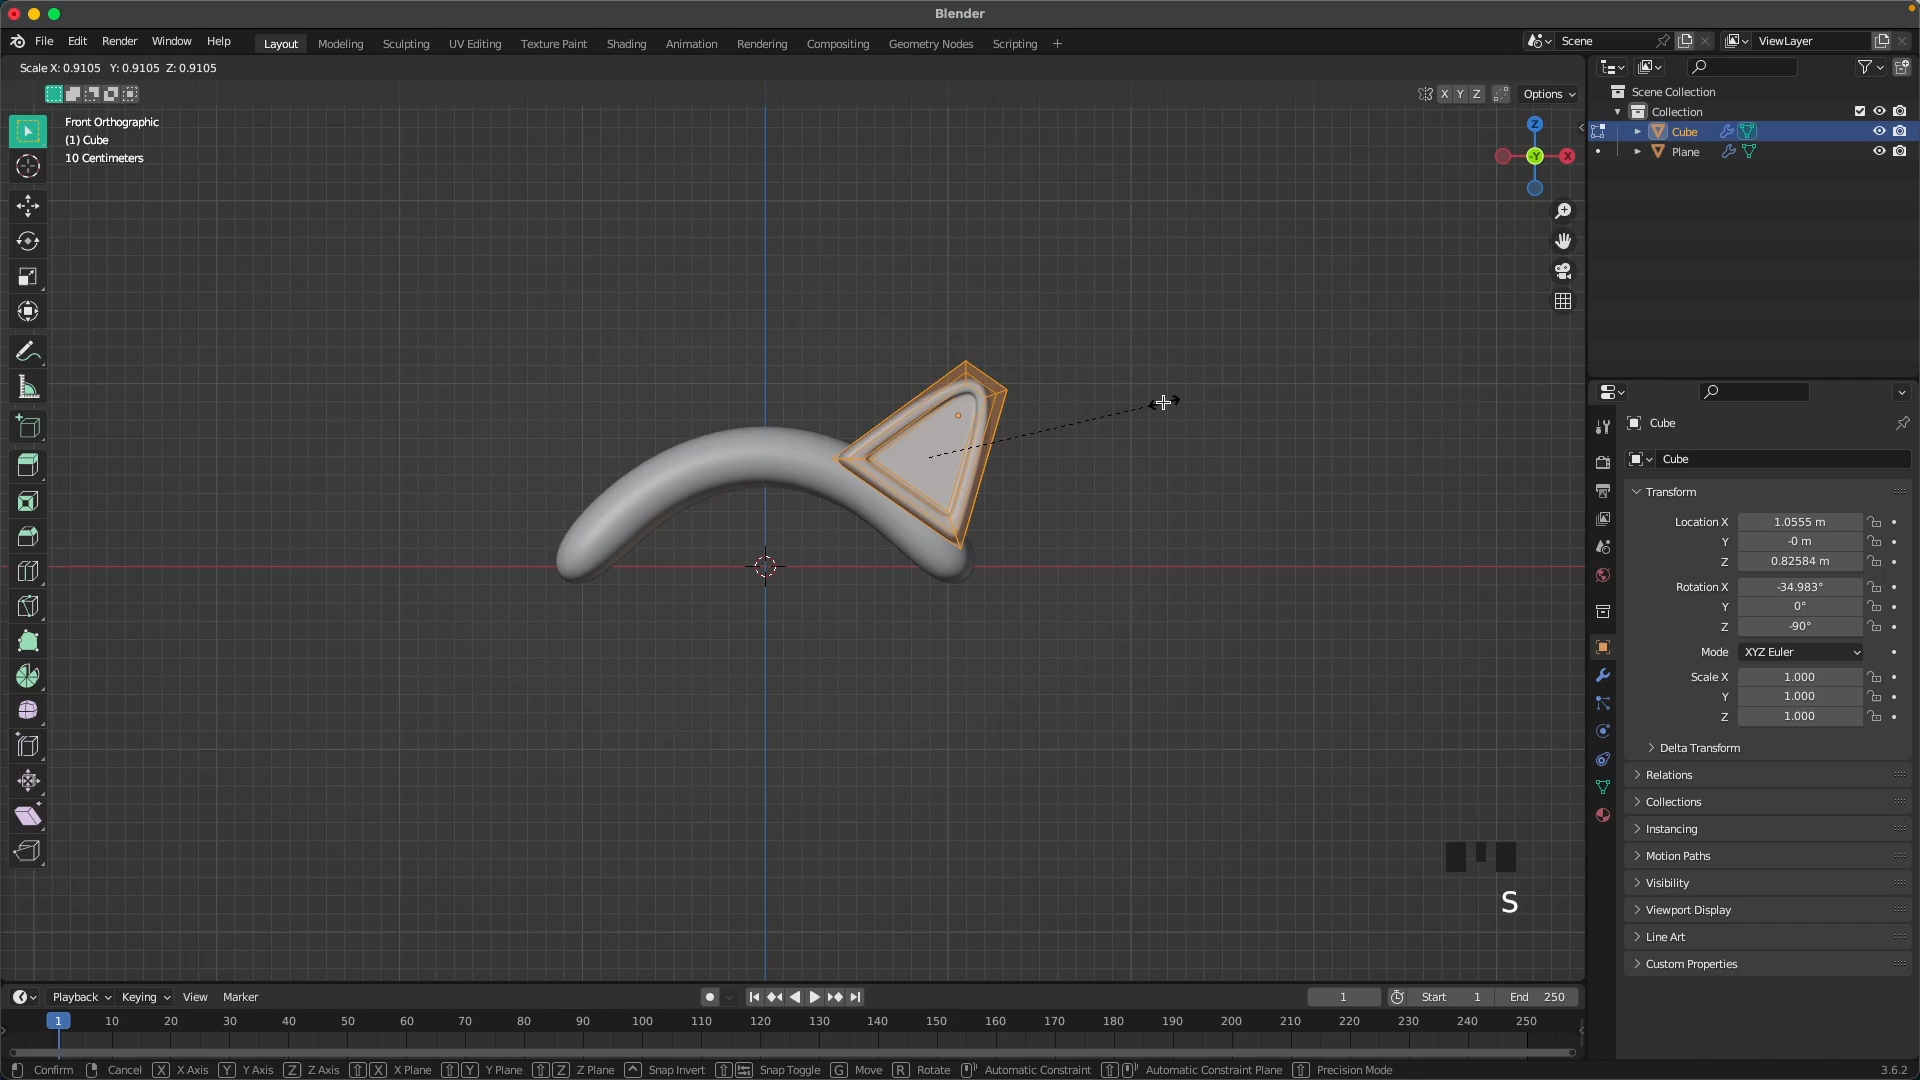 Blender
File Edit Render Window Help Layout Modeling Sculpting UV Editing Texture Paint Shading Animation Rendering Compositing Geometry Nodes Scripting + Scene ViewLayer
Scale X: 0.9105 Y: 0.9105 Z: 0.9105
X Y Z Options
Front Orthographic
(1) Cube
10 Centimeters
Z
-Y
X
Scene Collection
Collection
Cube
Plane
Cube
Cube
Transform
Location X 1.0555 m
Y -0 m
Z 0.82584 m
Rotation X -34.983°
Y 0°
Z -90°
Mode XYZ Euler
Scale X 1.000
Y 1.000
Z 1.000
Delta Transform
Relations
Collections
Instancing
Motion Paths
Visibility
Viewport Display
Line Art
Custom Properties
S
Playback Keying View Marker 1 Start 1 End 250
1 10 20 30 40 50 60 70 80 90 100 110 120 130 140 150 160 170 180 190 200 210 220 230 240 250
Confirm Cancel X X Axis Y Y Axis Z Z Axis X X Plane Y Y Plane Z Z Plane Snap Invert Snap Toggle G Move R Rotate Automatic Constraint Automatic Constraint Plane Precision Mode 3.6.2